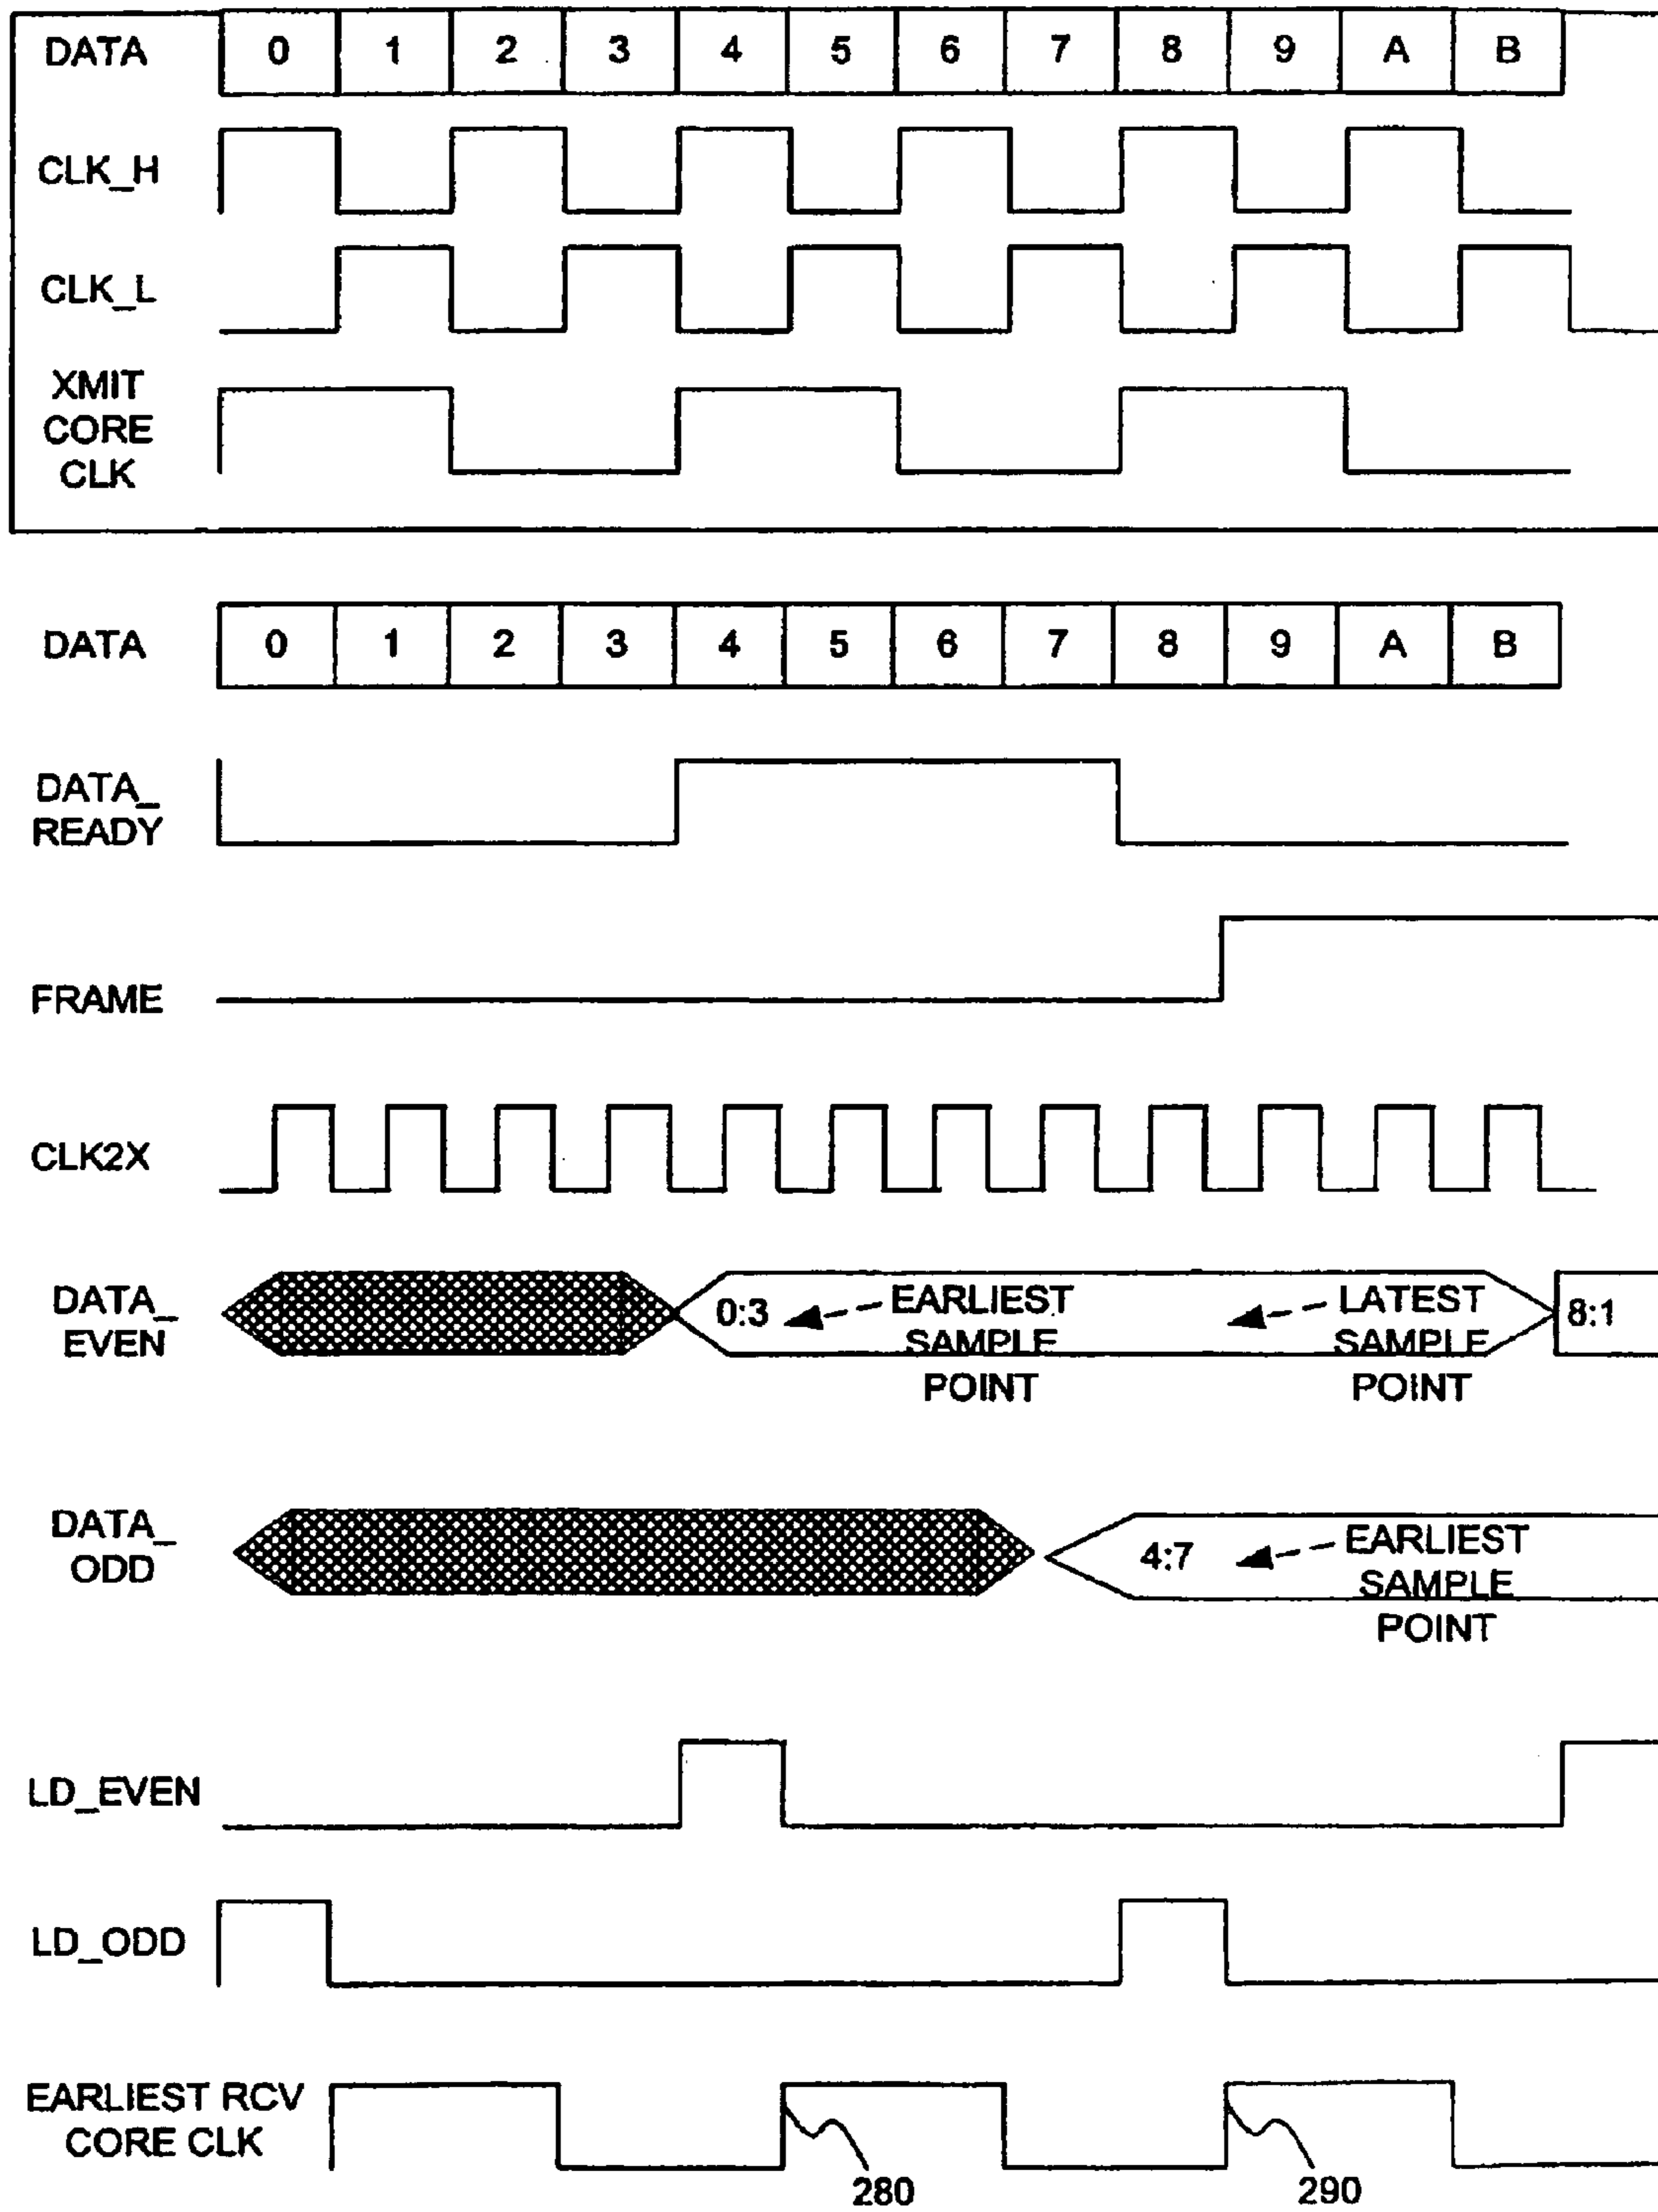 DATA 0 1 2 3 4 5 6 7 8 9 A B
CLK_H
CLK_L
XMIT
CORE
CLK
DATA 0 1 2 3 4 5 6 7 8 9 A B
DATA_
READY
FRAME
CLK2X
DATA_
EVEN
0:3
EARLIEST
SAMPLE
POINT
LATEST
SAMPLE
POINT
8:1
DATA_
ODD
4:7
EARLIEST
SAMPLE
POINT
LD_EVEN
LD_ODD
EARLIEST RCV
CORE CLK
280
290